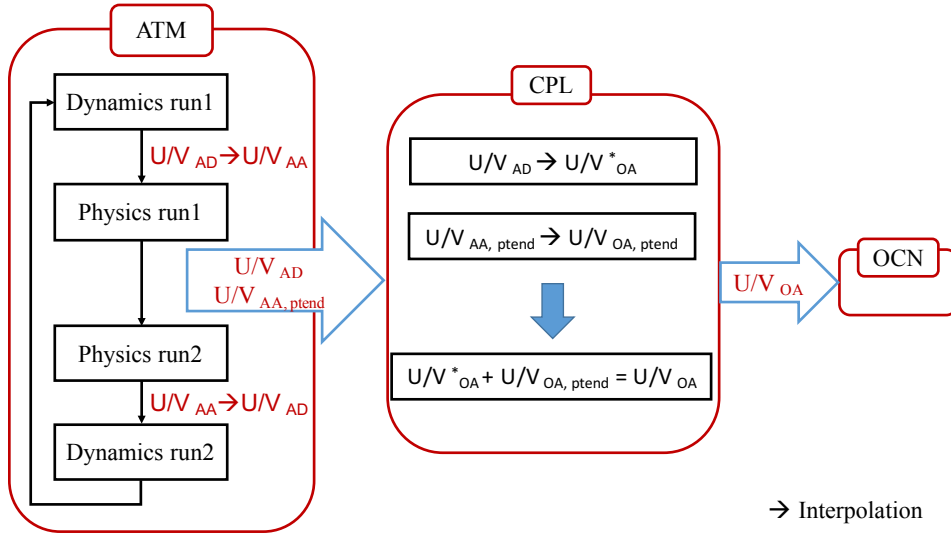 ATM
Dynamics run1
U/V AD → U/V AA
Physics run1
U/V AD
U/V AA, ptend
Physics run2
U/V AA → U/V AD
Dynamics run2
CPL
U/V AD → U/V *OA
U/V AA, ptend → U/V OA, ptend
U/V *OA + U/V OA, ptend = U/V OA
U/V OA
OCN
→ Interpolation